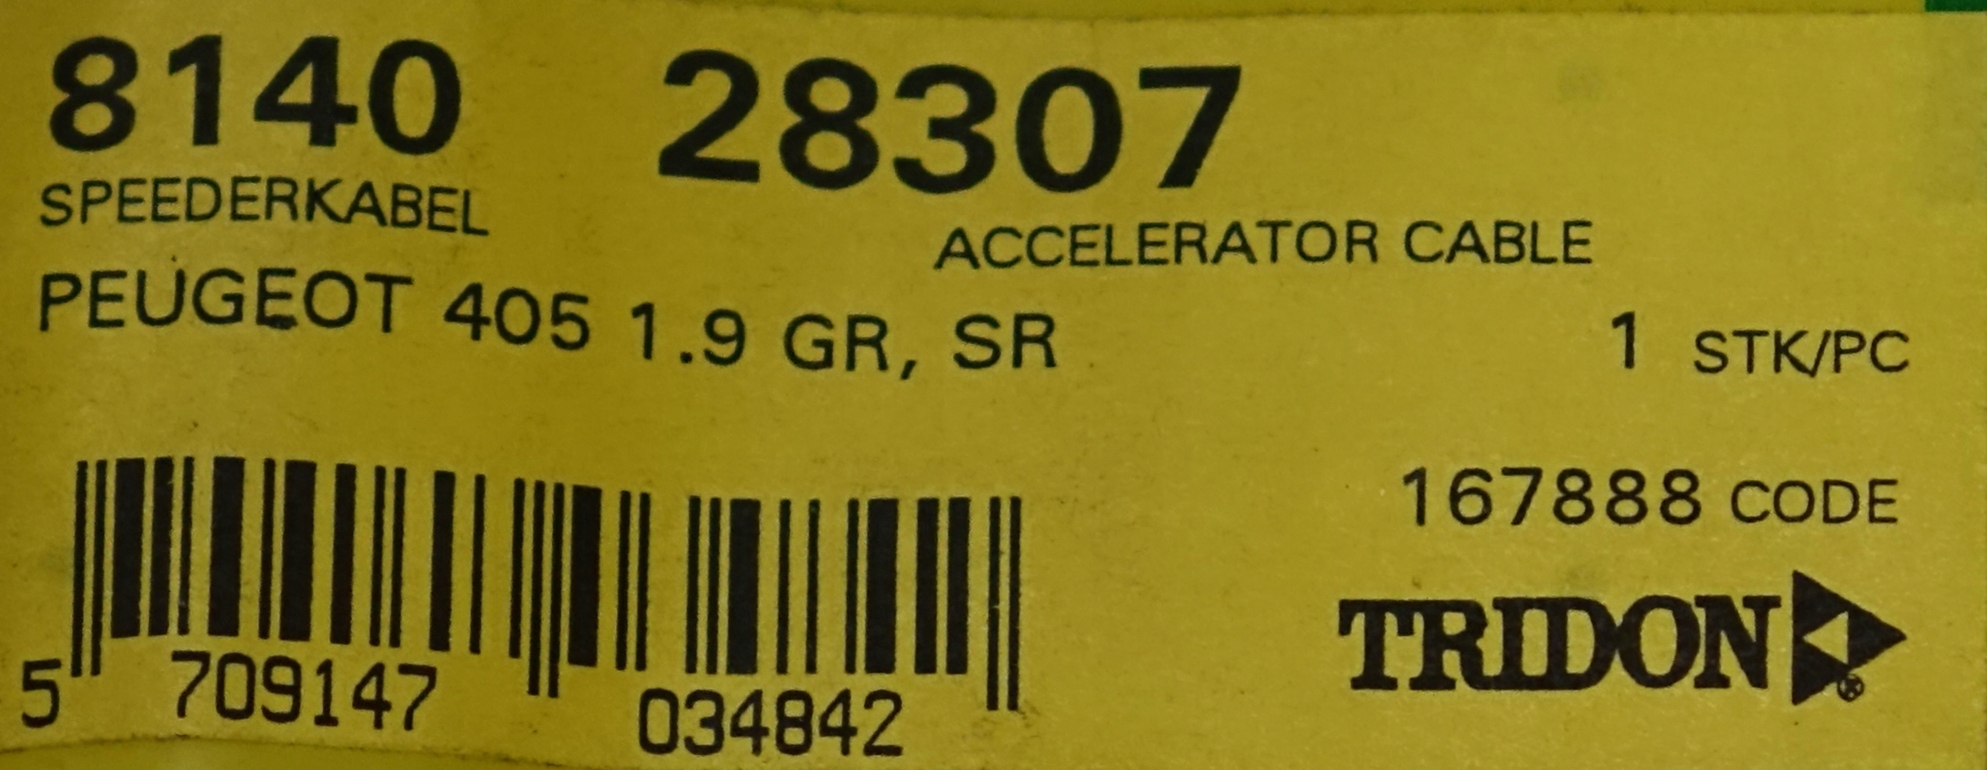 8140 28307
SPEEDERKABEL ACCELERATOR CABLE
PEUGEOT 405 1.9 GR, SR 1 STK/PC
167888 CODE
TRIDON ®
5 709147 034842